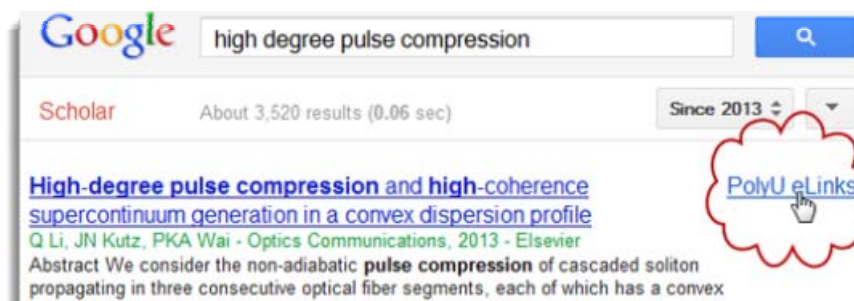 Google high degree pulse compression
Scholar About 3,520 results (0.06 sec) Since 2013
High-degree pulse compression and high-coherence PolyU eLinks
supercontinuum generation in a convex dispersion profile
Q Li, JN Kutz, PKA Wai - Optics Communications, 2013 - Elsevier
Abstract We consider the non-adiabatic pulse compression of cascaded soliton
propagating in three consecutive optical fiber segments, each of which has a convex